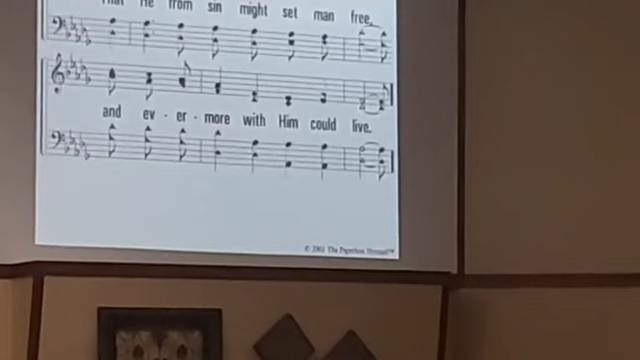 That He from sin might set man free,
and ev - er - more with Him could live.
© 2001 The Paperless Hymnal™